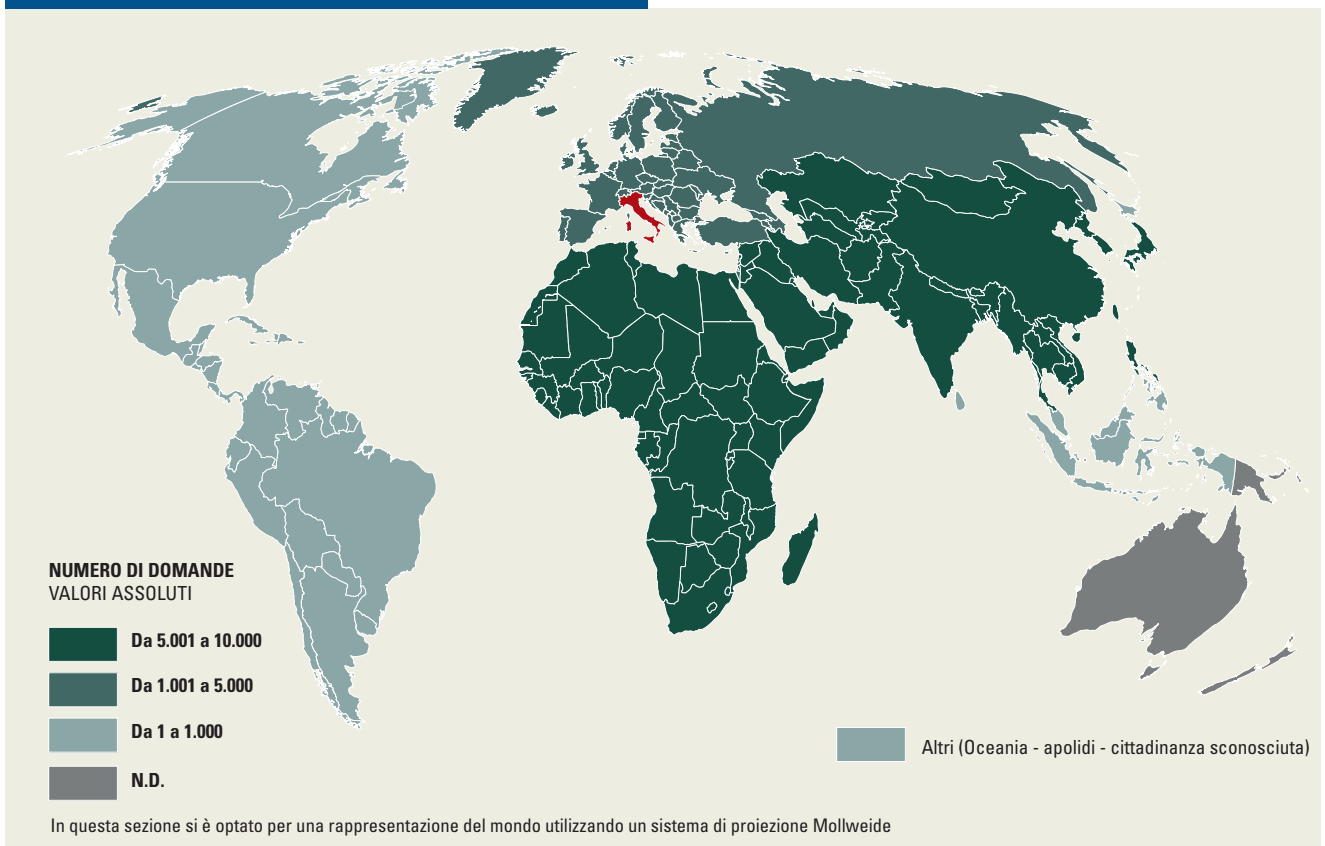 NUMERO DI DOMANDE
VALORI ASSOLUTI
Da 5.001 a 10.000
Da 1.001 a 5.000
Da 1 a 1.000
N.D.
Altri (Oceania - apolidi - cittadinanza sconosciuta)
In questa sezione si è optato per una rappresentazione del mondo utilizzando un sistema di proiezione Mollweide